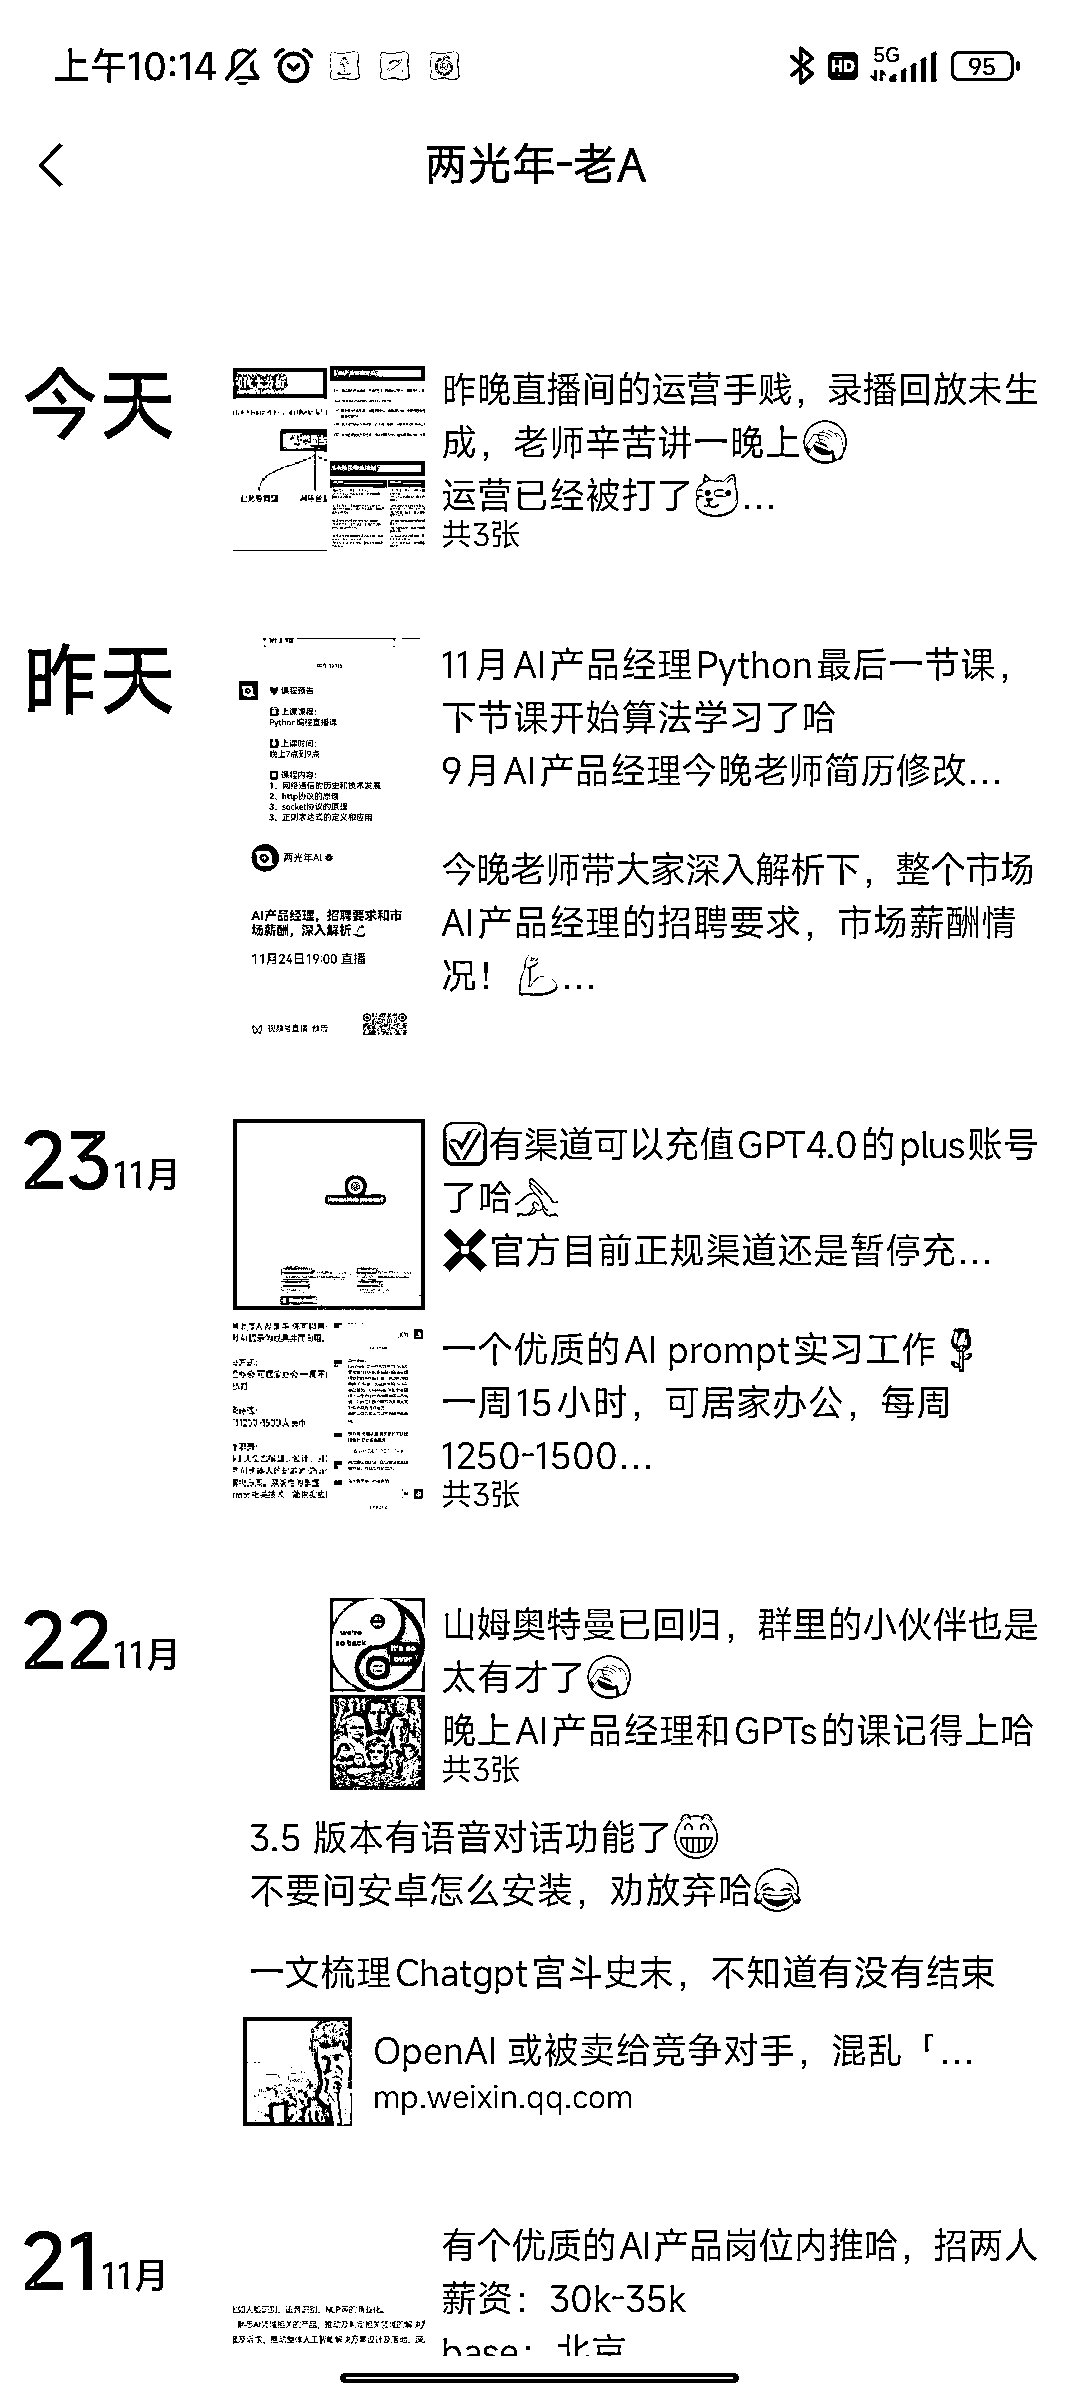 上午10:14
HD
5G
95
两光年-老A
今天
昨晚直播间的运营手贱，录播回放未生
成，老师辛苦讲一晚上
运营已经被打了...
共3张
昨天
课程预告
上课课程：
Python 编程直播课
上课时间：
晚上7点到9点
课程内容：
1、网络通信的历史和技术发展
2、http协议的原理
3、socket协议的原理
3、正则表达式的定义和应用
11月AI产品经理Python最后一节课，
下节课开始算法学习了哈
9月AI产品经理今晚老师简历修改...
两光年AI
AI产品经理，招聘要求和市
场薪酬，深入解析
11月24日19:00 直播
今晚老师带大家深入解析下，整个市场
AI产品经理的招聘要求，市场薪酬情
况！...
23 11月
有渠道可以充值GPT4.0的plus账号
了哈
官方目前正规渠道还是暂停充...
一个优质的AI prompt实习工作
一周15小时，可居家办公，每周
1250-1500...
共3张
22 11月
we're
so back
it's so
over
山姆奥特曼已回归，群里的小伙伴也是
太有才了
晚上AI产品经理和GPTs的课记得上哈
共3张
3.5 版本有语音对话功能了
不要问安卓怎么安装，劝放弃哈
一文梳理Chatgpt宫斗史末，不知道有没有结束
OpenAI 或被卖给竞争对手，混乱「...
mp.weixin.qq.com
21 11月
有个优质的AI产品岗位内推哈，招两人
薪资：30k-35k
base：北京